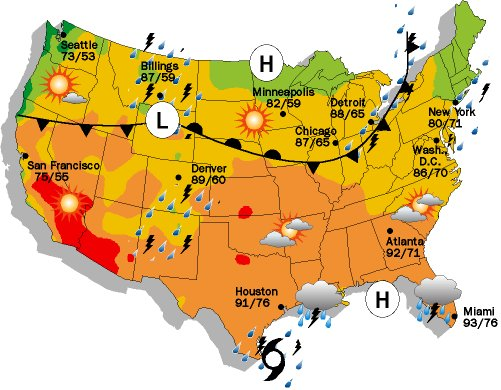 Seattle
73/53
Billings
87/59
H
Minneapolis
82/59
Detroit
88/65
New York
80/71
L
Chicago
87/65
Wash.,
D.C.
86/70
San Francisco
75/55
Deriver
89/60
Atlanta
92/71
Houston
91/76
H
Miami
93/76